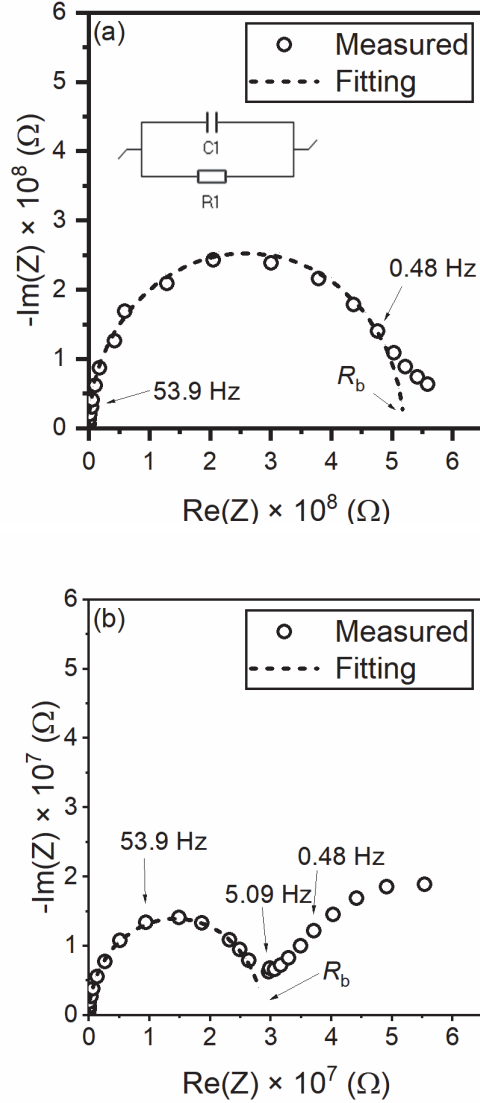 (a)
Measured
Fitting
C1
R1
0.48 Hz
53.9 Hz
Rb
6
5
4
3
2
1
0
-Im(Z) × 10⁸ (Ω)
0 1 2 3 4 5 6
Re(Z) × 10⁸ (Ω)
(b)
Measured
Fitting
53.9 Hz
5.09 Hz
0.48 Hz
Rb
6
5
4
3
2
1
0
-Im(Z) × 10⁷ (Ω)
0 1 2 3 4 5 6
Re(Z) × 10⁷ (Ω)